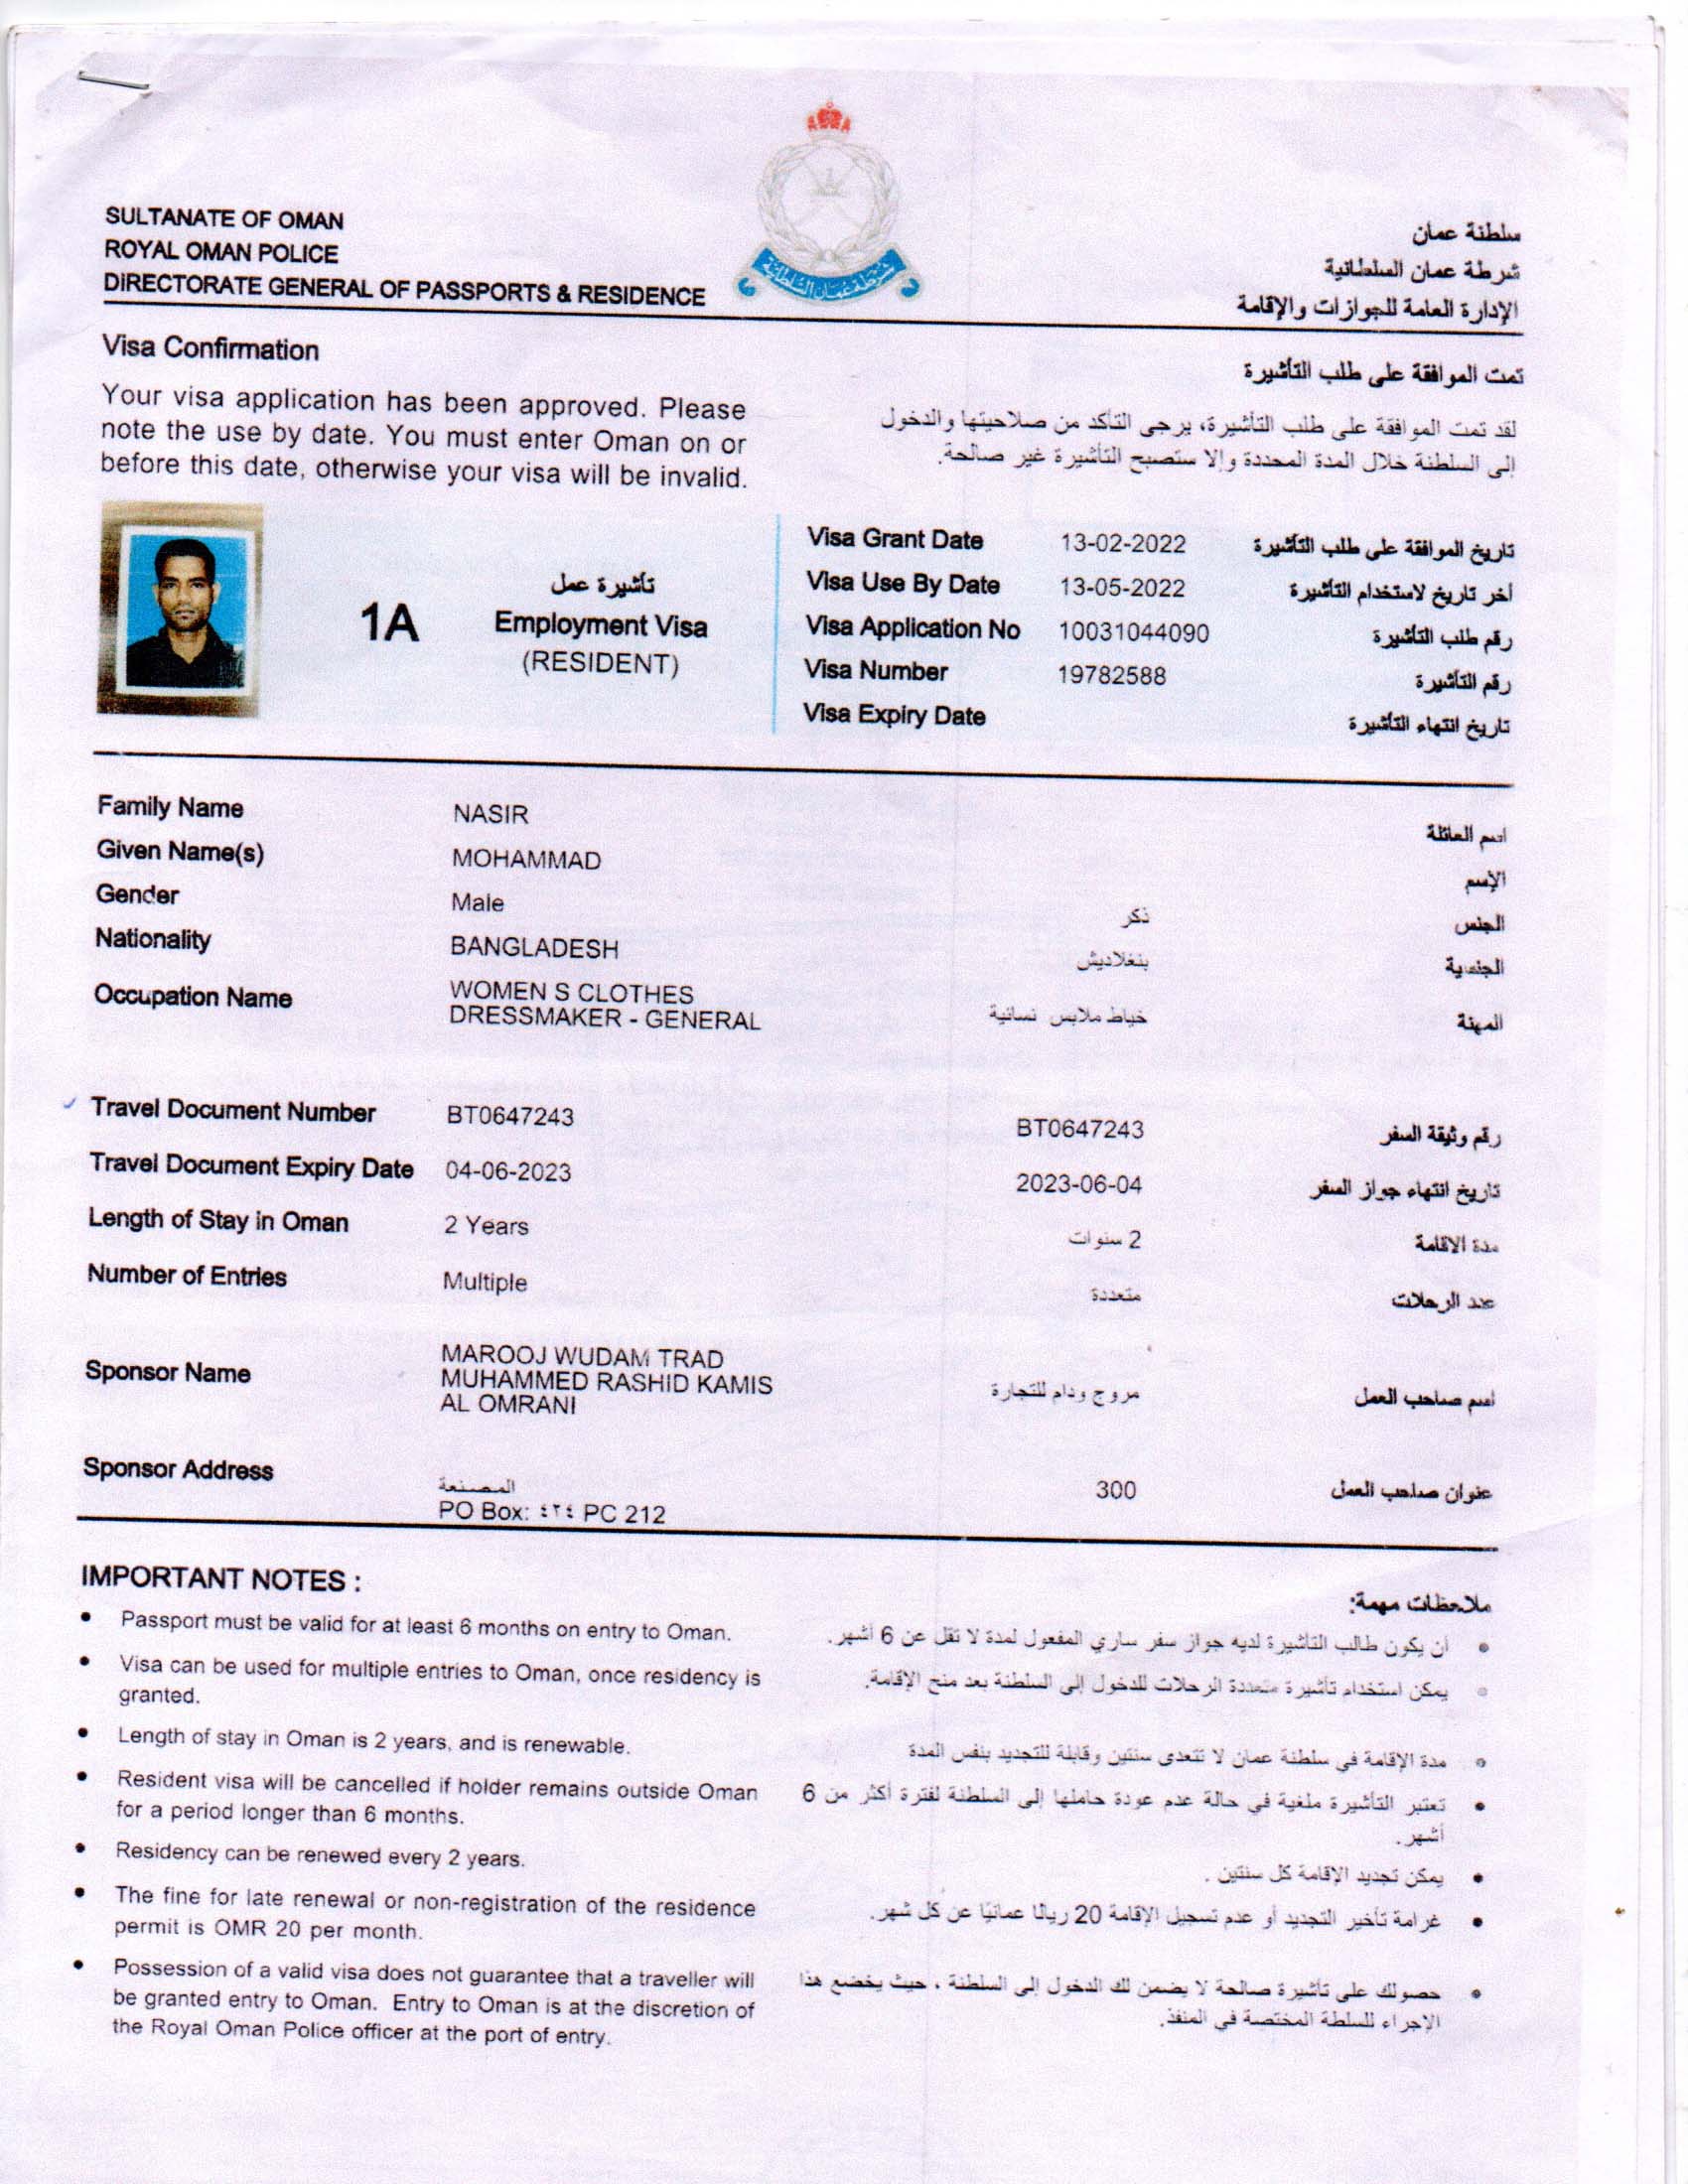 شرطة عمان السلطانية
SULTANATE OF OMAN
ROYAL OMAN POLICE
DIRECTORATE GENERAL OF PASSPORTS & RESIDENCE
سلطنة عمان
شرطة عمان السلطانية
الإدارة العامة للجوازات والإقامة
Visa Confirmation
Your visa application has been approved. Please
note the use by date. You must enter Oman on or
before this date, otherwise your visa will be invalid.
تمت الموافقة على طلب التأشيرة
لقد تمت الموافقة على طلب التأشيرة، يرجى التأكد من صلاحيتها والدخول
إلى السلطنة خلال المدة المحددة وإلا ستصبح التأشيرة غير صالحة.
1A
تأشيرة عمل
Employment Visa
(RESIDENT)
Visa Grant Date 13-02-2022 تاريخ الموافقة على طلب التأشيرة
Visa Use By Date 13-05-2022 أخر تاريخ لاستخدام التأشيرة
Visa Application No 10031044090 رقم طلب التأشيرة
Visa Number 19782588 رقم التأشيرة
Visa Expiry Date تاريخ انتهاء التأشيرة
Family Name NASIR اسم العائلة
Given Name(s) MOHAMMAD الإسم
Gender Male ذكر الجنس
Nationality BANGLADESH بنغلاديش الجنسية
Occupation Name WOMEN S CLOTHES
DRESSMAKER - GENERAL خياط ملابس نسائية المهنة
Travel Document Number BT0647243 BT0647243 رقم وثيقة السفر
Travel Document Expiry Date 04-06-2023 2023-06-04 تاريخ انتهاء جواز السفر
Length of Stay in Oman 2 Years 2 سنوات مدة الاقامة
Number of Entries Multiple متعددة عدد الرحلات
Sponsor Name MAROOJ WUDAM TRAD
MUHAMMED RASHID KAMIS
AL OMRANI مروج ودام للتجارة اسم صاحب العمل
Sponsor Address المصنعة 300 عنوان صاحب العمل
PO Box: ٤٢٤ PC 212
IMPORTANT NOTES :
• Passport must be valid for at least 6 months on entry to Oman.
• Visa can be used for multiple entries to Oman, once residency is
granted.
• Length of stay in Oman is 2 years, and is renewable.
• Resident visa will be cancelled if holder remains outside Oman
for a period longer than 6 months.
• Residency can be renewed every 2 years.
• The fine for late renewal or non-registration of the residence
permit is OMR 20 per month.
• Possession of a valid visa does not guarantee that a traveller will
be granted entry to Oman. Entry to Oman is at the discretion of
the Royal Oman Police officer at the port of entry.
ملاحظات مهمة:
• أن يكون طالب التأشيرة لديه جواز سفر ساري المفعول لمدة لا تقل عن 6 أشهر.
• يمكن استخدام تأشيرة متعددة الرحلات للدخول إلى السلطنة بعد منح الإقامة.
• مدة الإقامة في سلطنة عمان لا تتعدى سنتين وقابلة للتجديد بنفس المدة
• تعتبر التأشيرة ملغية في حالة عدم عودة حاملها إلى السلطنة لفترة أكثر من 6
أشهر.
• يمكن تجديد الإقامة كل سنتين .
• غرامة تأخير التجديد أو عدم تسجيل الإقامة 20 ريالا عمانيا عن كل شهر.
• حصولك على تأشيرة صالحة لا يضمن لك الدخول إلى السلطنة ، حيث يخضع هذا
الإجراء للسلطة المختصة في المنفذ.